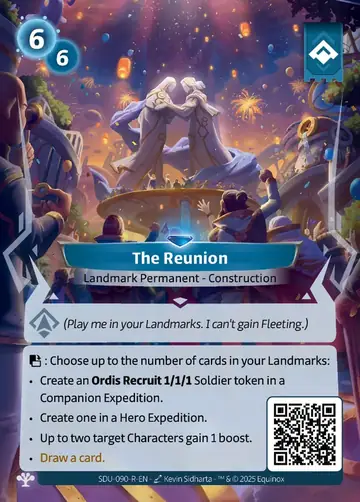 6
6
The Reunion
Landmark Permanent - Construction
(Play me in your Landmarks. I can't gain Fleeting.)
: Choose up to the number of cards in your Landmarks:
• Create an Ordis Recruit 1/1/1 Soldier token in a
Companion Expedition.
• Create one in a Hero Expedition.
• Up to two target Characters gain 1 boost.
• Draw a card.
SDU-090-R-EN - Kevin Sidharta - ™ & © 2025 Equinox